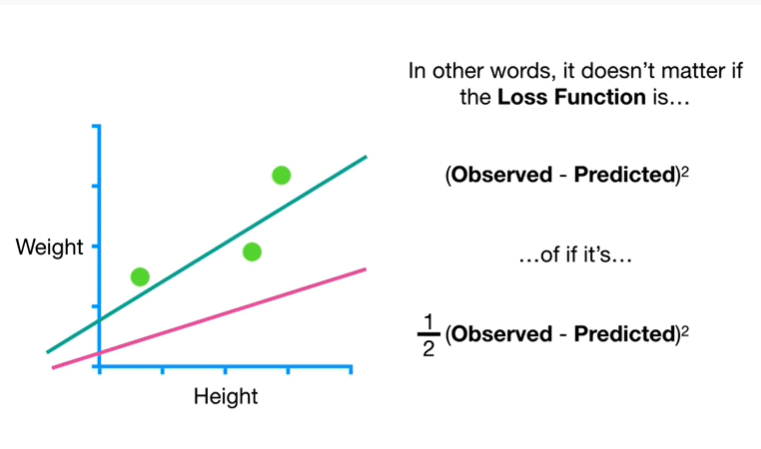 In other words, it doesn't matter if
the Loss Function is...
(Observed - Predicted)²
...of if it's...
1
2
(Observed - Predicted)²
Weight
Height